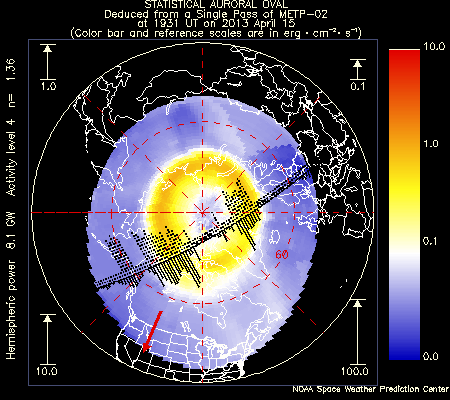 STATISTICAL AURORAL OVAL
Deduced from a Single Pass of METP-02
at 1931 UT on 2013 April 15
(Color bar and reference scales are in erg · cm⁻² · s⁻¹)
Hemispheric power 8.1 GW Activity level 4 n= 1.36
1.0
0.1
10.0
100.0
60
10.0
1.0
0.1
0.0
NOAA Space Weather Prediction Center